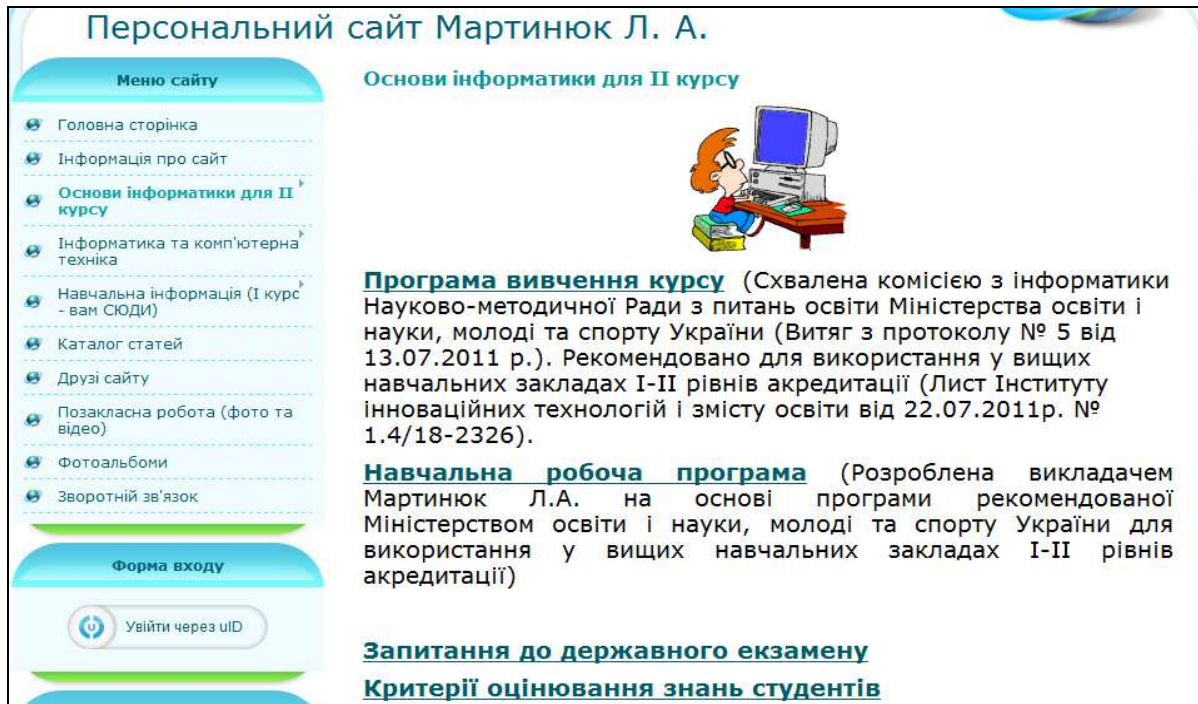 Персональний сайт Мартинюк Л. А.
Меню сайту
Головна сторінка
Інформація про сайт
Основи інформатики для ІІ
курсу
Інформатика та комп'ютерна
техніка
Навчальна інформація (І курс
- вам СЮДИ)
Каталог статей
Друзі сайту
Позакласна робота (фото та
відео)
Фотоальбоми
Зворотній зв'язок
Форма входу
Увійти через uID
Основи інформатики для ІІ курсу
Програма вивчення курсу (Схвалена комісією з інформатики
Науково-методичної Ради з питань освіти Міністерства освіти і
науки, молоді та спорту України (Витяг з протоколу № 5 від
13.07.2011 р.). Рекомендовано для використання у вищих
навчальних закладах І-ІІ рівнів акредитації (Лист Інституту
інноваційних технологій і змісту освіти від 22.07.2011р. №
1.4/18-2326).
Навчальна робоча програма (Розроблена викладачем
Мартинюк Л.А. на основі програми рекомендованої
Міністерством освіти і науки, молоді та спорту України для
використання у вищих навчальних закладах І-ІІ рівнів
акредитації)
Запитання до державного екзамену
Критерії оцінювання знань студентів